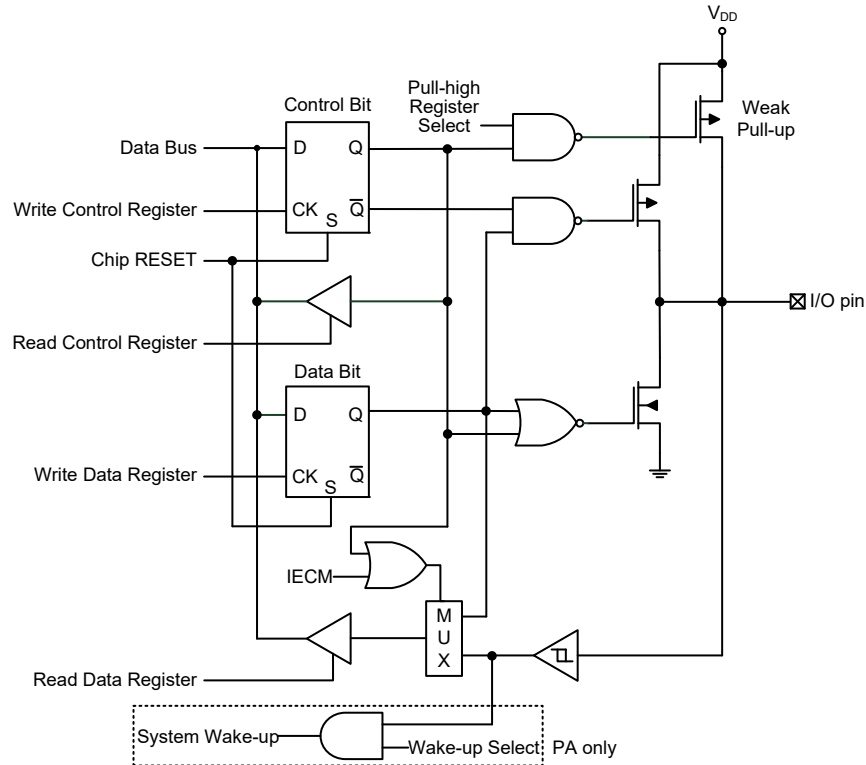 V_DD
Control Bit
Pull-high
Register
Select
Weak
Pull-up
Data Bus
D
Q
Write Control Register
CK
S
Q̅
Chip RESET
I/O pin
Read Control Register
Data Bit
D
Q
Write Data Register
CK
S
Q̅
IECM
M
U
X
Read Data Register
System Wake-up
Wake-up Select
PA only